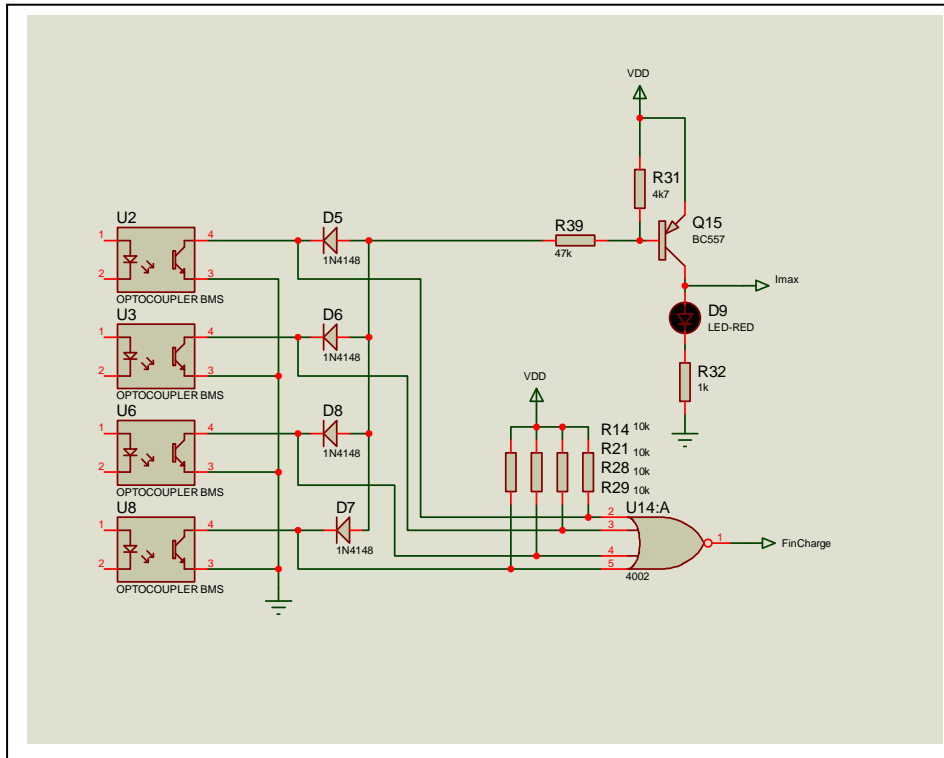 VDD
R31
4k7
Q15
BC557
R39
47k
Imax
D9
LED-RED
R32
1k
U2
1
2
4
3
OPTOCOUPLER BMS
D5
1N4148
U3
1
2
4
3
OPTOCOUPLER BMS
D6
1N4148
U6
1
2
4
3
OPTOCOUPLER BMS
D8
1N4148
U8
1
2
4
3
OPTOCOUPLER BMS
D7
1N4148
VDD
R14 10k
R21 10k
R28 10k
R29 10k
U14:A
2
3
4
5
1
4002
FinCharge